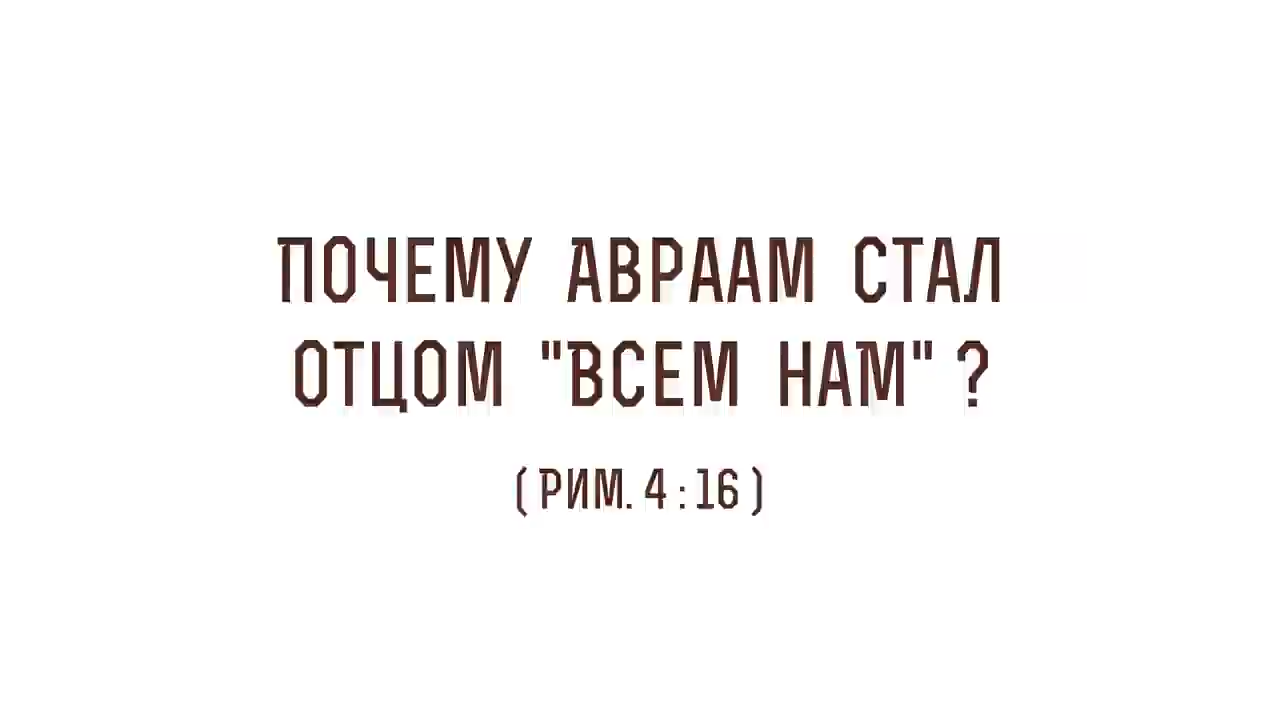 ПОЧЕМУ АВРААМ СТАЛ
ОТЦОМ "ВСЕМ НАМ" ?
( РИМ. 4 : 16 )